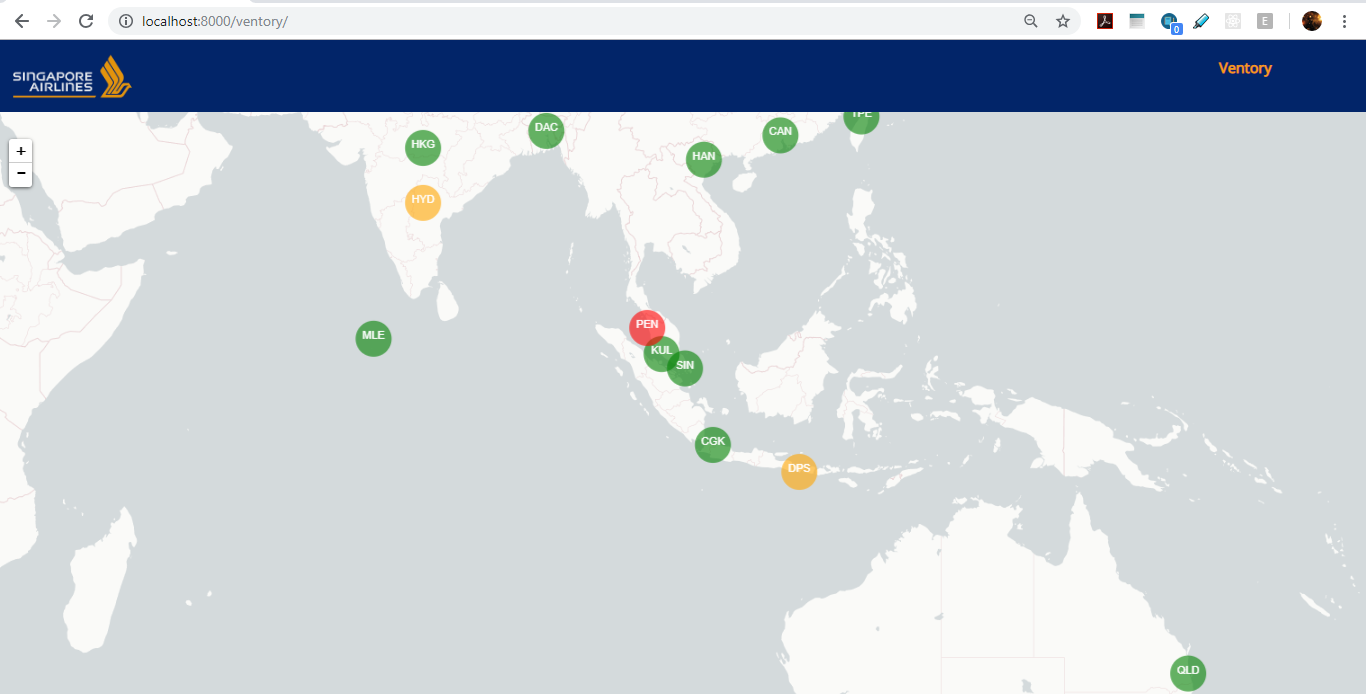 localhost:8000/ventory/
0
E
SINGAPORE
AIRLINES
Ventory
+
−
TPE
DAC
CAN
HKG
HAN
HYD
PEN
MLE
KUL
SIN
CGK
DPS
QLD